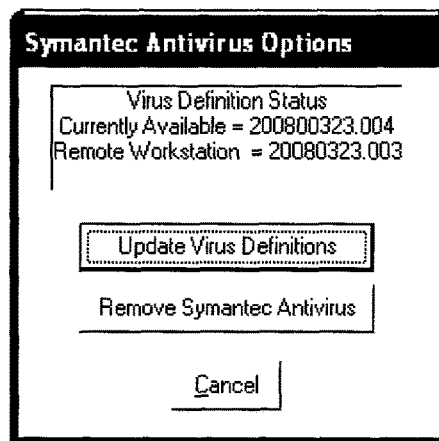 Symantec Antivirus Options
Virus Definition Status
Currently Available = 200800323.004
Remote Workstation = 20080323.003
Update Virus Definitions
Remove Symantec Antivirus
Cancel